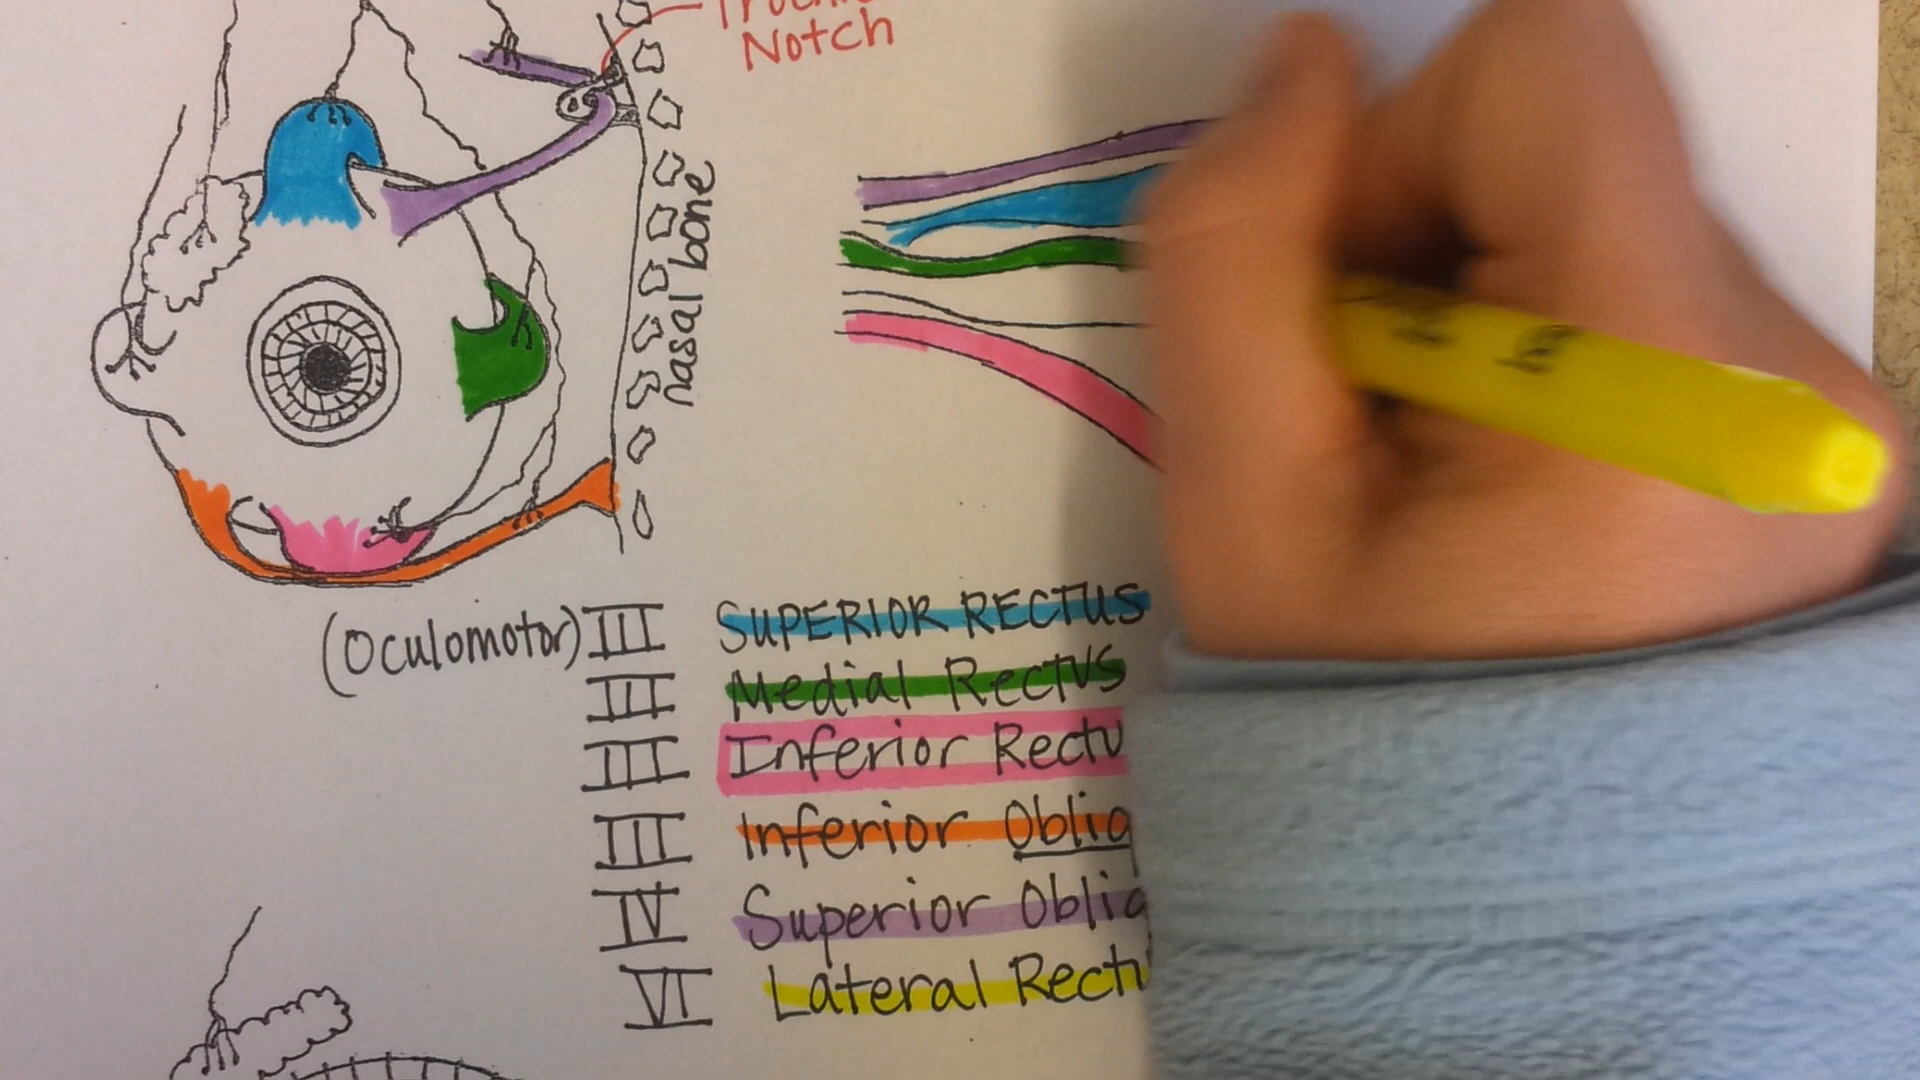 Notch
nasal bone
(Oculomotor) III SUPERIOR RECTUS
III Medial Rectus
III Inferior Rectu
III Inferior Obliq
IV Superior Obliq
VI Lateral Rectu